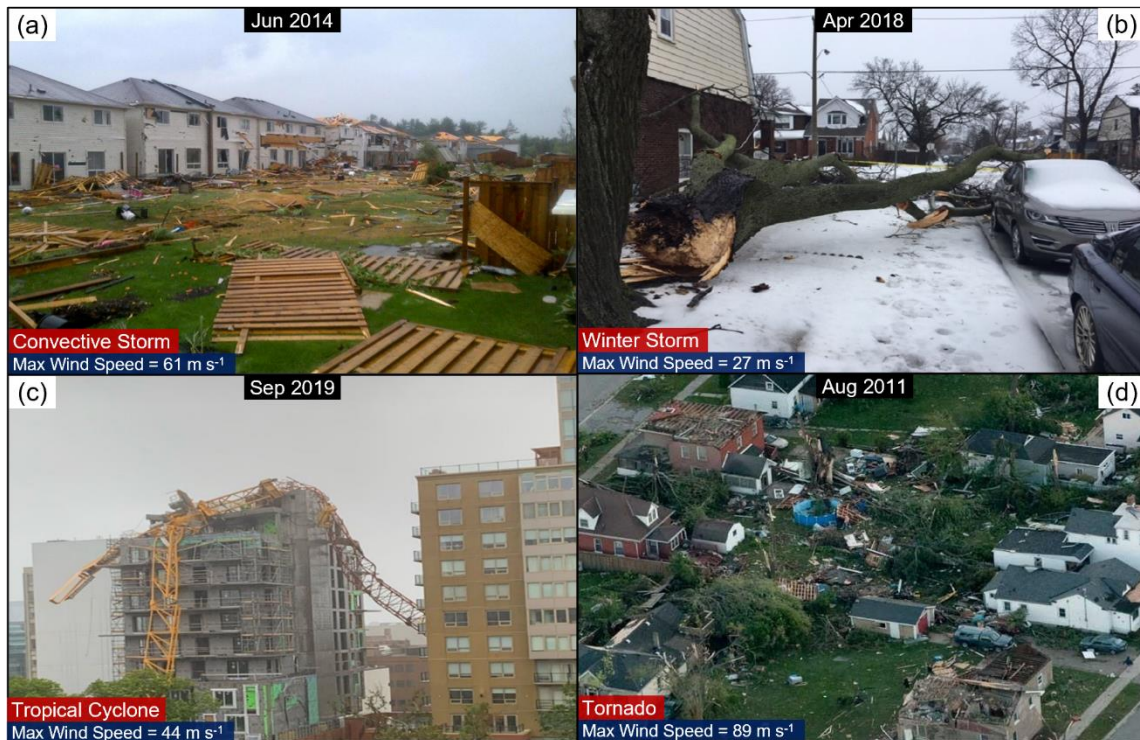 (a)
Jun 2014
Convective Storm
Max Wind Speed = 61 m s⁻¹
Apr 2018
(b)
Winter Storm
Max Wind Speed = 27 m s⁻¹
(c)
Sep 2019
Tropical Cyclone
Max Wind Speed = 44 m s⁻¹
Aug 2011
(d)
Tornado
Max Wind Speed = 89 m s⁻¹